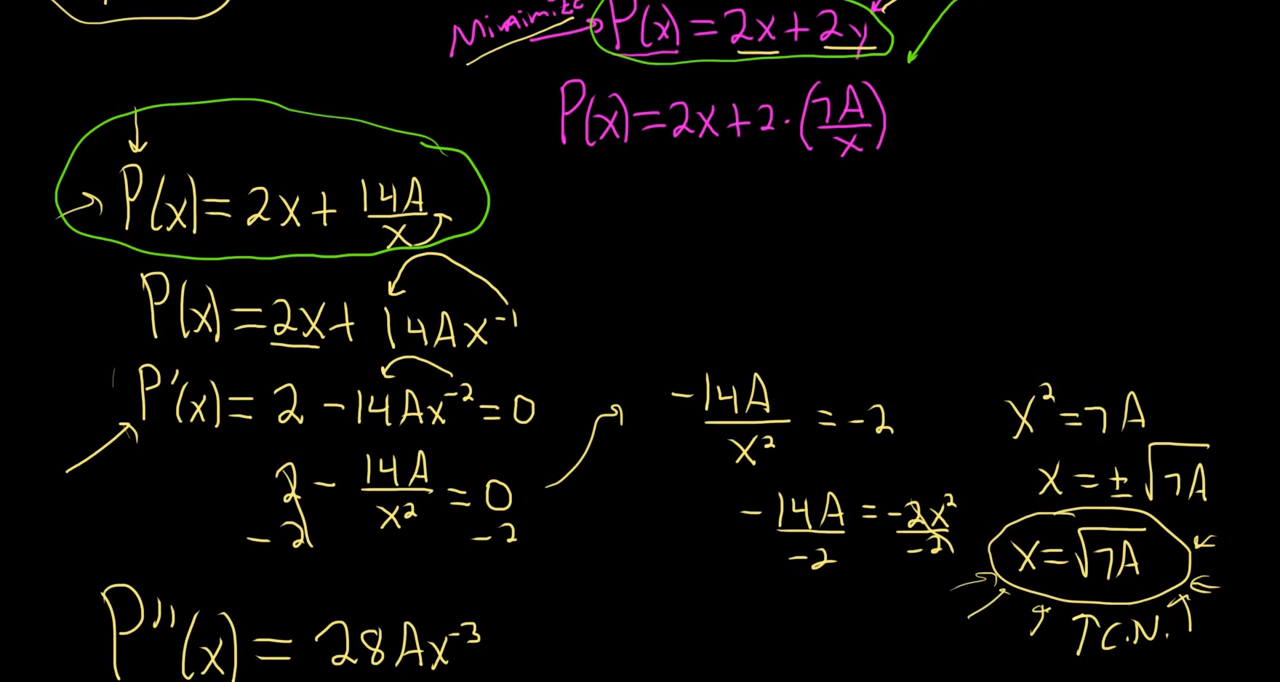 Minimize P(x) = 2x + 2y
P(x) = 2x + 2 · (7A/x)
P(x) = 2x + 14A/x
P(x) = 2x + 14Ax⁻¹
P'(x) = 2 - 14Ax⁻² = 0
2 - 14A/x² = 0
-2 -2
-14A/x² = -2
-14A/-2 = -2x²/-2
x² = 7A
x = ±√7A
x = √7A
C.N.
P''(x) = 28Ax⁻³